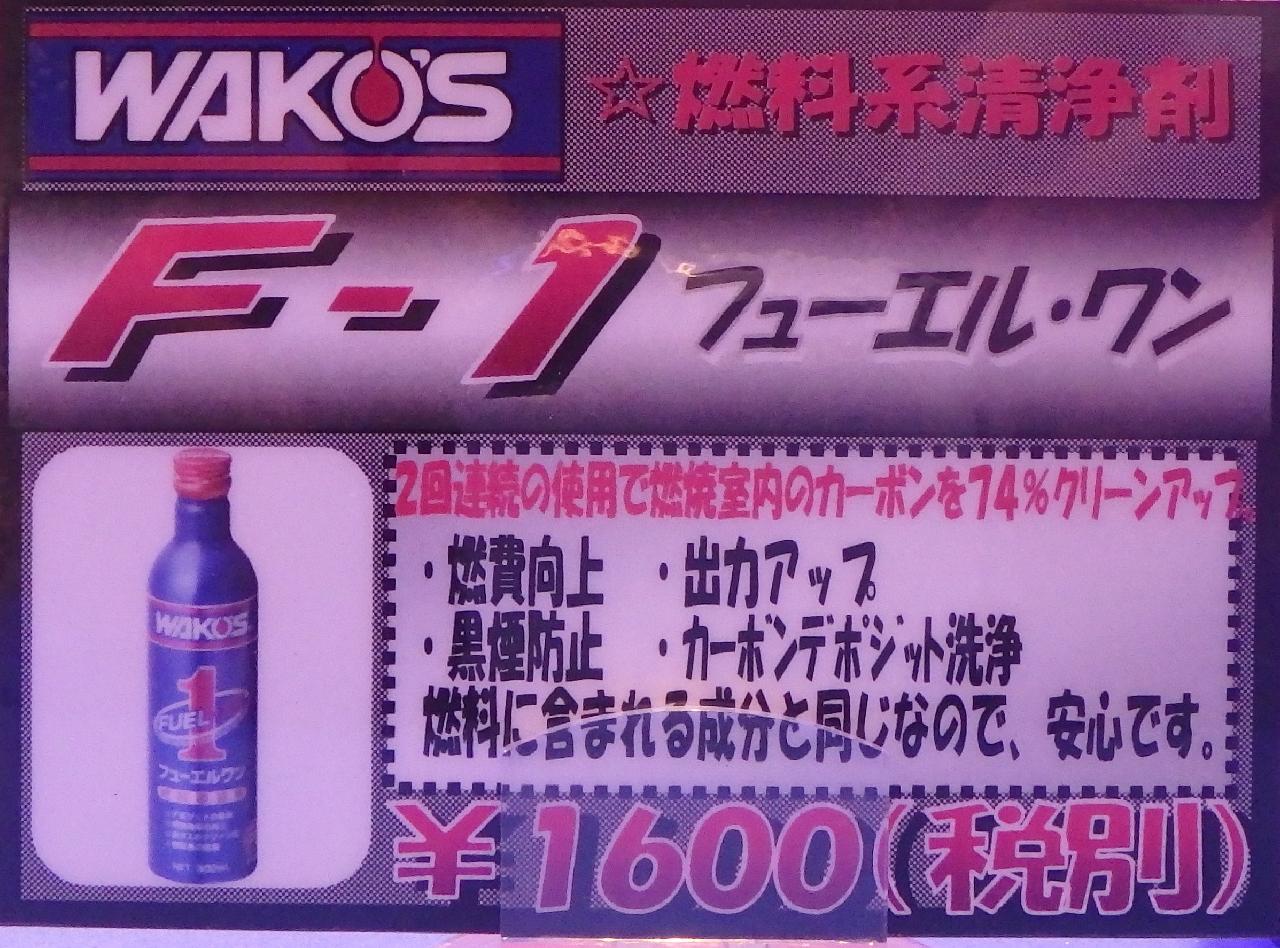 WAKO'S ☆燃料系清浄剤
F-1 フューエル・ワン
2回連続の使用で燃焼室内のカーボンを74%クリーンアップ。
・燃費向上 ・出力アップ
・黒煙防止 ・カーボンデポジット洗浄
燃料に含まれる成分と同じなので、安心です。
¥1600(税別)
WAKO'S
FUEL 1
フューエルワン